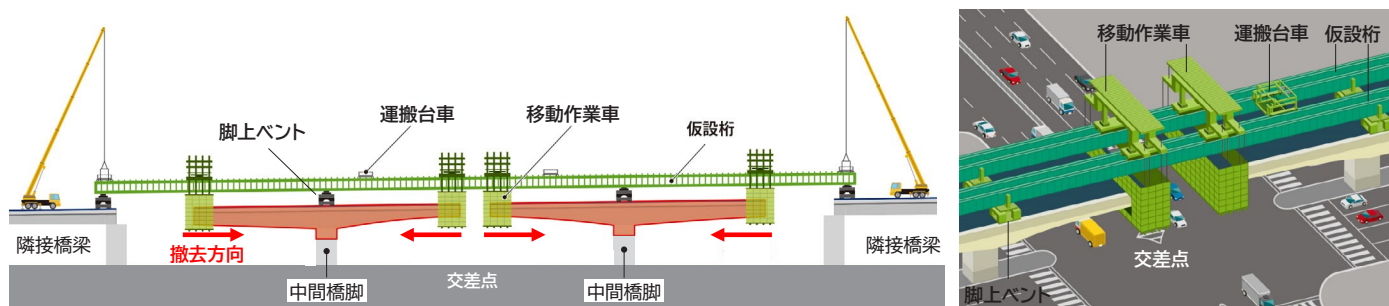 運搬台車
移動作業車
脚上ベント
仮設桁
隣接橋梁
撤去方向
中間橋脚
交差点
中間橋脚
隣接橋梁
移動作業車
運搬台車
仮設桁
交差点
脚上ベント